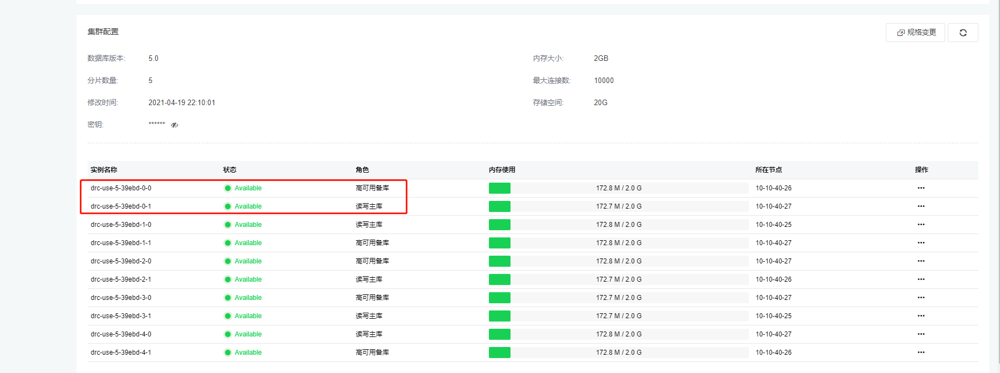 集群配置
规格变更
数据库版本: 5.0 内存大小: 2GB
分片数量: 5 最大连接数: 10000
修改时间: 2021-04-19 22:10:01 存储空间: 20G
密钥: ******
实例名称 状态 角色 内存使用 所在节点 操作
drc-use-5-39ebd-0-0 Available 高可用备库 172.8 M / 2.0 G 10-10-40-26 •••
drc-use-5-39ebd-0-1 Available 读写主库 172.7 M / 2.0 G 10-10-40-27 •••
drc-use-5-39ebd-1-0 Available 读写主库 172.8 M / 2.0 G 10-10-40-25 •••
drc-use-5-39ebd-1-1 Available 高可用备库 172.8 M / 2.0 G 10-10-40-27 •••
drc-use-5-39ebd-2-0 Available 高可用备库 172.8 M / 2.0 G 10-10-40-27 •••
drc-use-5-39ebd-2-1 Available 读写主库 172.7 M / 2.0 G 10-10-40-26 •••
drc-use-5-39ebd-3-0 Available 高可用备库 172.7 M / 2.0 G 10-10-40-27 •••
drc-use-5-39ebd-3-1 Available 读写主库 172.7 M / 2.0 G 10-10-40-25 •••
drc-use-5-39ebd-4-0 Available 读写主库 172.8 M / 2.0 G 10-10-40-27 •••
drc-use-5-39ebd-4-1 Available 高可用备库 172.8 M / 2.0 G 10-10-40-26 •••